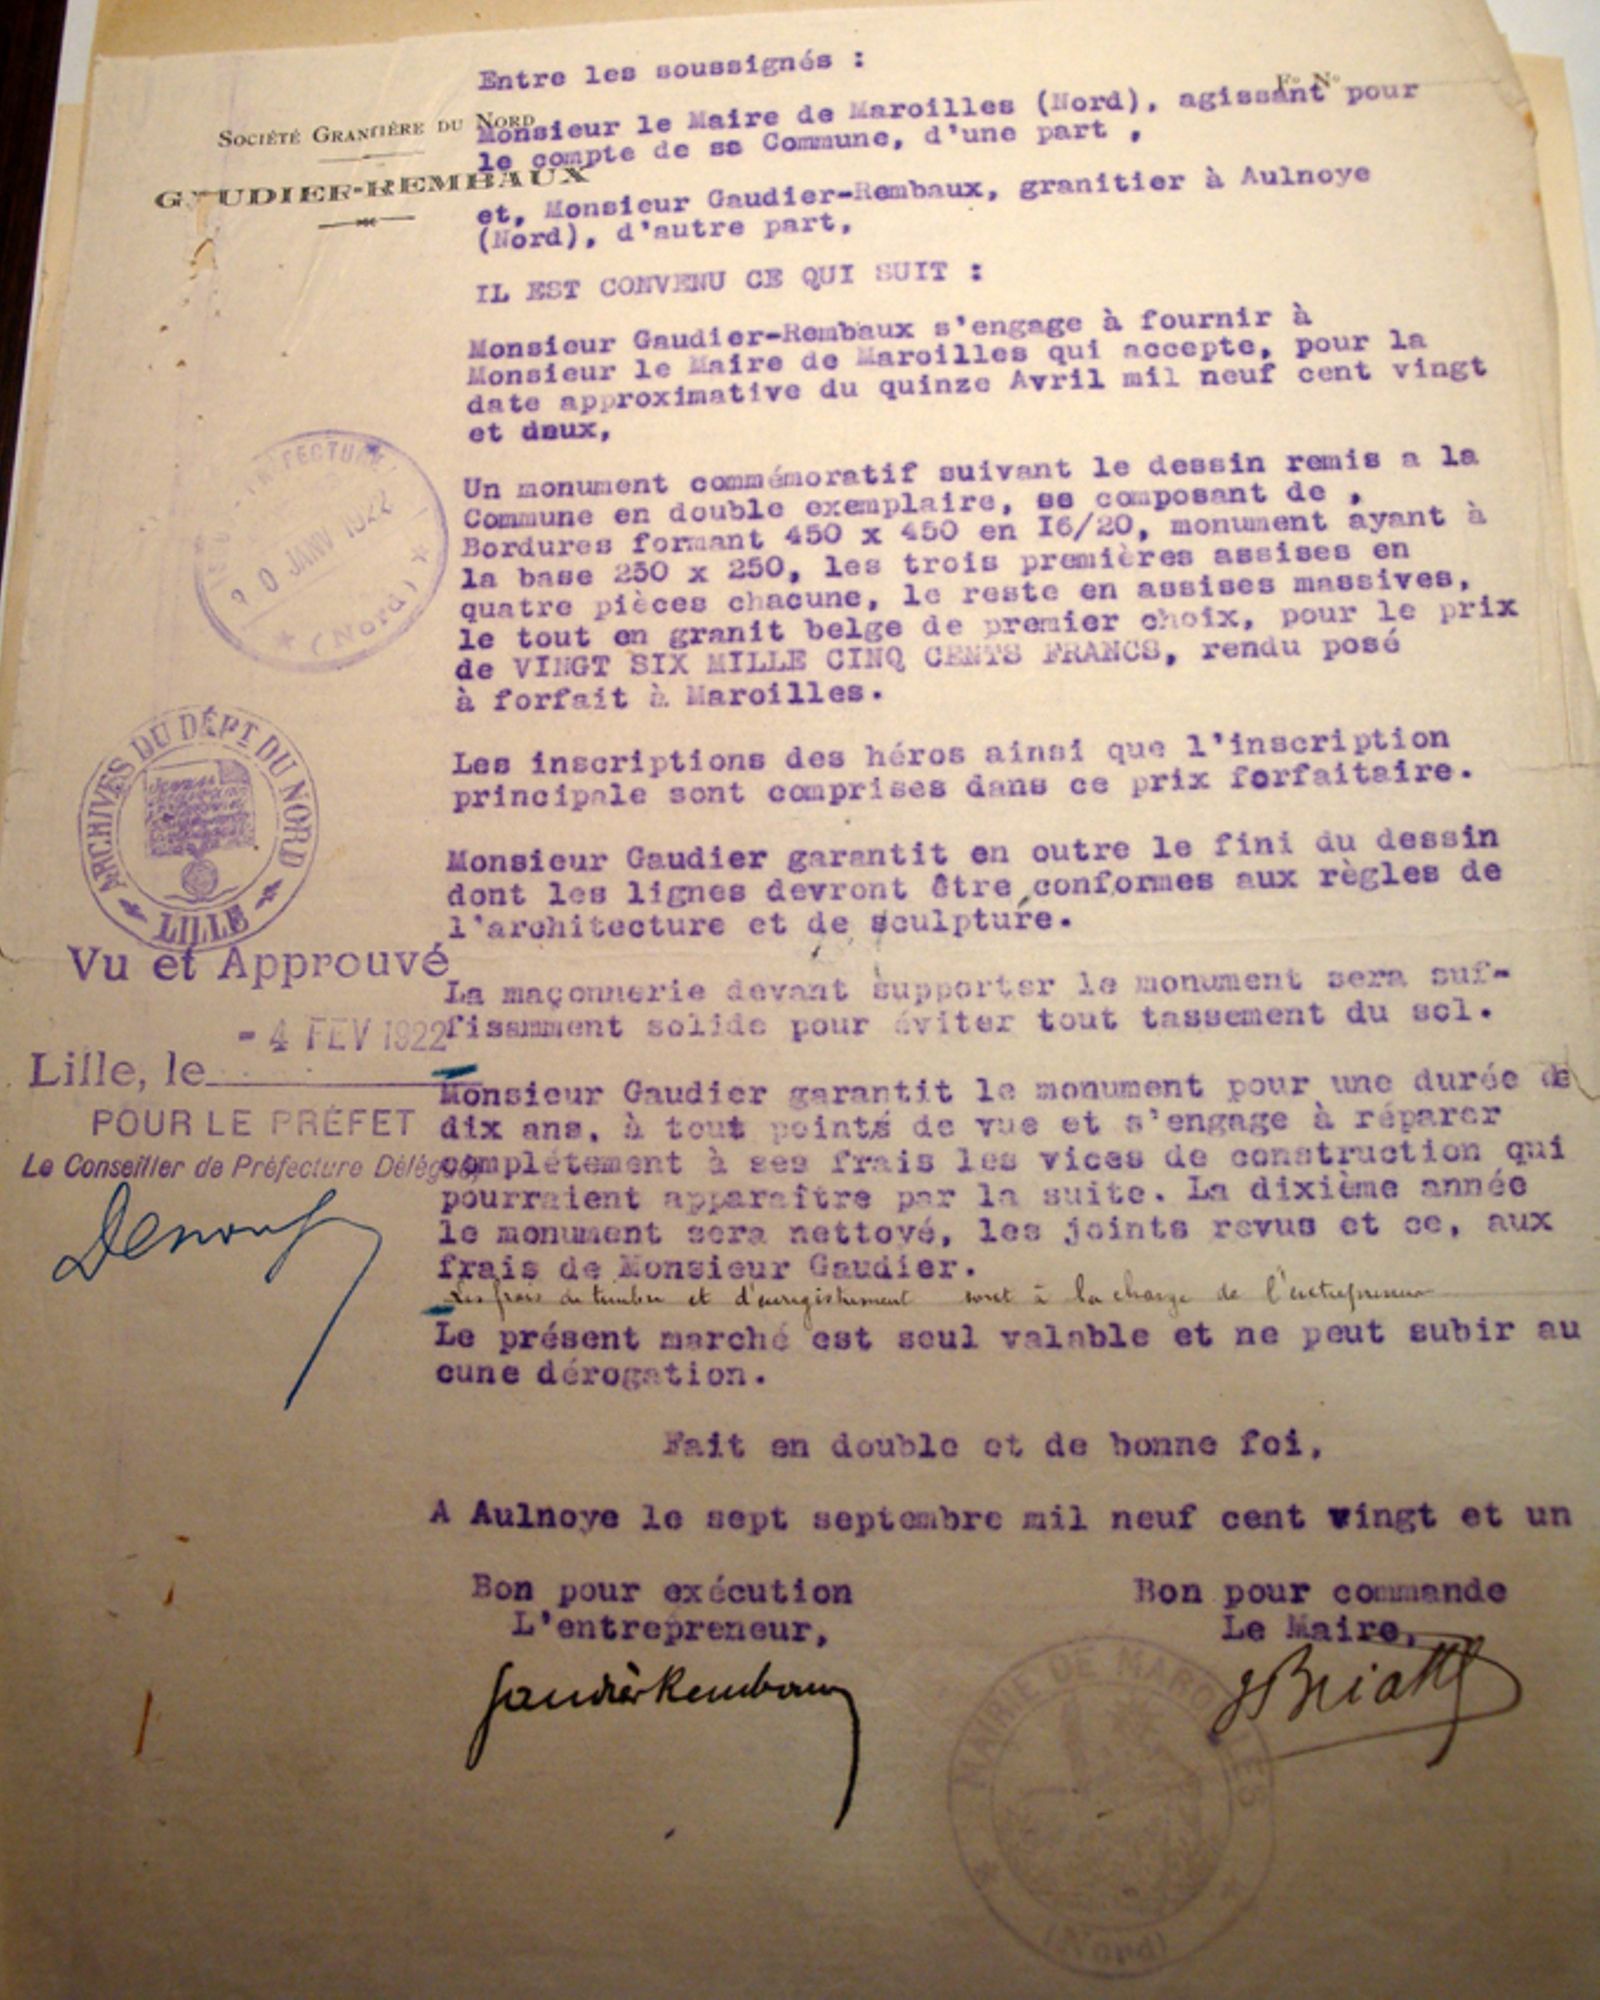 Entre les soussignés :
F° N°
SOCIÉTÉ GRANITIÈRE DU NORD
GAUDIER-REMBAUX
Monsieur le Maire de Maroilles (Nord), agissant pour
le compte de sa Commune, d'une part ,
et, Monsieur Gaudier-Rembaux, granitier à Aulnoye
(Nord), d'autre part,
IL EST CONVENU CE QUI SUIT :
Monsieur Gaudier-Rembaux s'engage à fournir à
Monsieur le Maire de Maroilles qui accepte, pour la
date approximative du quinze Avril mil neuf cent vingt
et deux,
Un monument commémoratif suivant le dessin remis a la
Commune en double exemplaire, se composant de ,
Bordures formant 450 x 450 en I6/20, monument ayant à
la base 250 x 250, les trois premières assises en
quatre pièces chacune, le reste en assises massives,
le tout en granit belge de premier choix, pour le prix
de VINGT SIX MILLE CINQ CENTS FRANCS, rendu posé
à forfait à Maroilles.
Les inscriptions des héros ainsi que l'inscription
principale sont comprises dans ce prix forfaitaire.
Monsieur Gaudier garantit en outre le fini du dessin
dont les lignes devront être conformes aux règles de
l'architecture et de sculpture.
La maçonnerie devant supporter le monument sera suf-
fisamment solide pour éviter tout tassement du sol.
Monsieur Gaudier garantit le monument pour une durée de
dix ans, à tout points de vue et s'engage à réparer
complètement à ses frais les vices de construction qui
pourraient apparaître par la suite. La dixième année
le monument sera nettoyé, les joints revus et ce, aux
frais de Monsieur Gaudier.
Les frais de timbre et d'enregistrement sont à la charge de l'entrepreneur
Le présent marché est seul valable et ne peut subir au
cune dérogation.
Fait en double et de bonne foi,
A Aulnoye le sept septembre mil neuf cent vingt et un
Bon pour exécution
L'entrepreneur,
Gaudier Rembaux
Bon pour commande
Le Maire,
MAIRIE DE MAROILLES
(Nord)
PREFECTURE
20 JANV 1922
(Nord)
ARCHIVES DU DÉPT DU NORD
LILLE
Vu et Approuvé
- 4 FEV 1922
Lille, le
POUR LE PRÉFET
Le Conseiller de Préfecture Délégué,